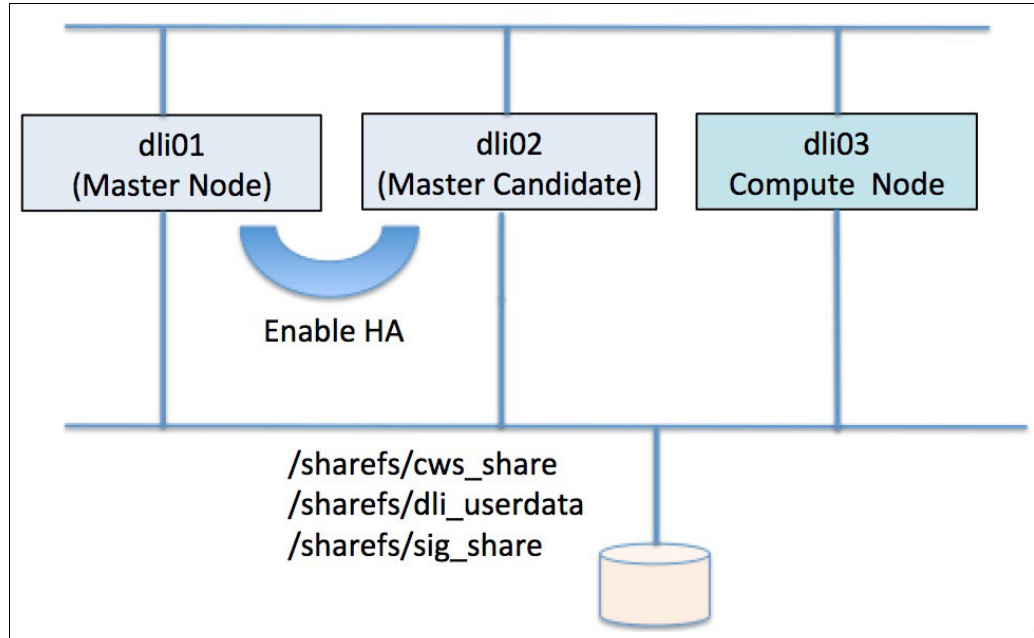 dli01
(Master Node)
dli02
(Master Candidate)
dli03
Compute Node
Enable HA
/sharefs/cws_share
/sharefs/dli_userdata
/sharefs/sig_share